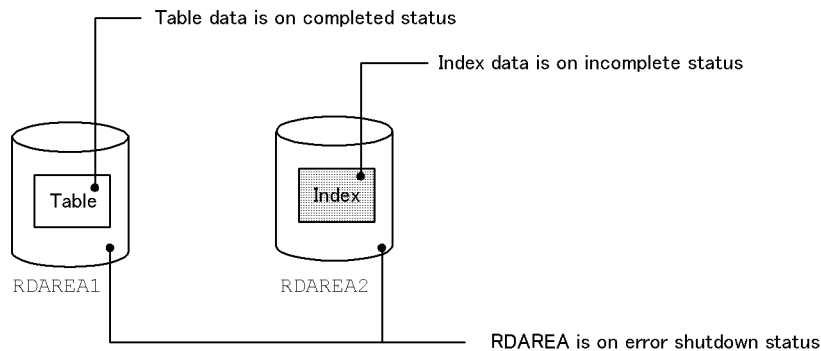 Table data is on completed status
Index data is on incomplete status
Table
Index
RDAREA1
RDAREA2
RDAREA is on error shutdown status